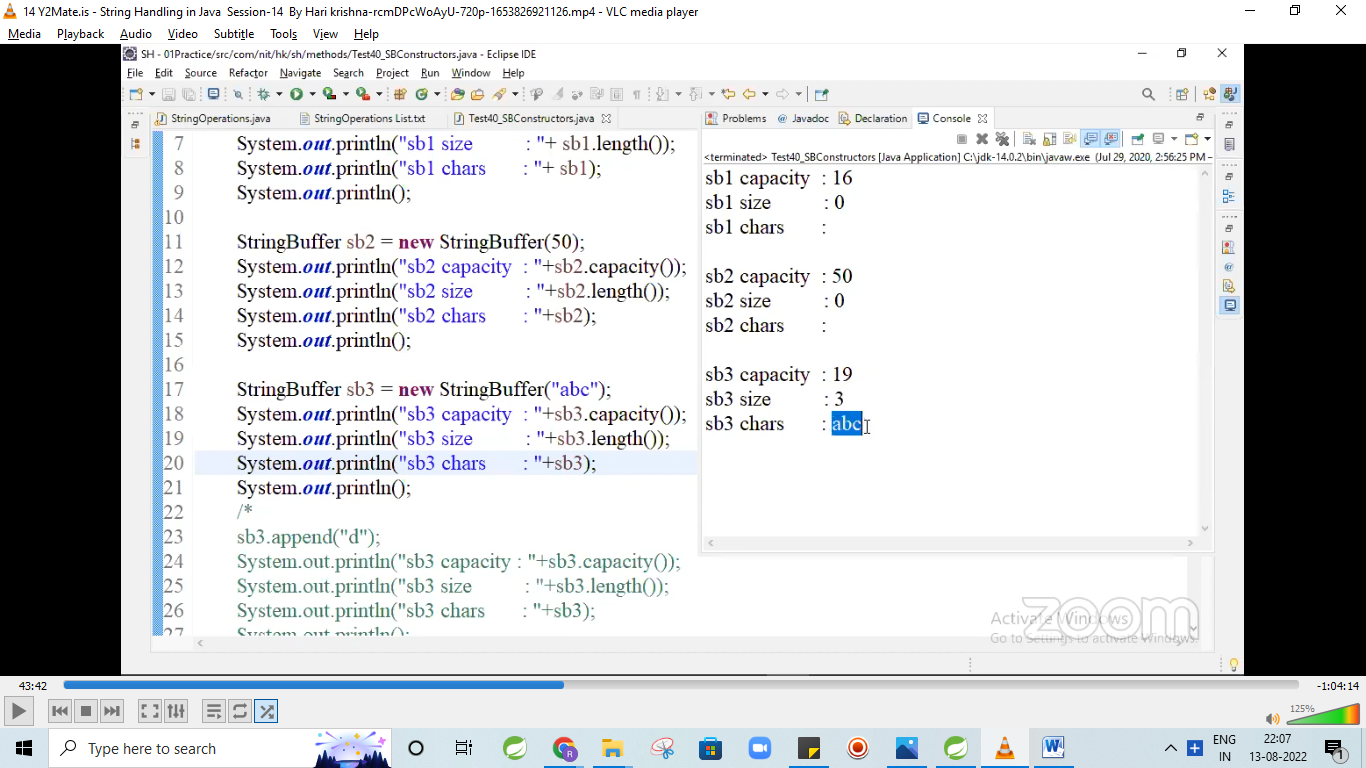 14 Y2Mate.is - String Handling in Java  Session-14  By Hari krishna-rcmDPcWoAyU-720p-1653826921126.mp4 - VLC media player
Media Playback Audio Video Subtitle Tools View Help
SH - 01Practice/src/com/nit/hk/sh/methods/Test40_SBConstructors.java - Eclipse IDE
File Edit Source Refactor Navigate Search Project Run Window Help
StringOperations.java StringOperations List.txt Test40_SBConstructors.java
Problems Javadoc Declaration Console
<terminated> Test40_SBConstructors [Java Application] C:\jdk-14.0.2\bin\javaw.exe (Jul 29, 2020, 2:56:25 PM –
7 System.out.println("sb1 size : "+ sb1.length());
8 System.out.println("sb1 chars : "+ sb1);
9 System.out.println();
10
11 StringBuffer sb2 = new StringBuffer(50);
12 System.out.println("sb2 capacity : "+sb2.capacity());
13 System.out.println("sb2 size : "+sb2.length());
14 System.out.println("sb2 chars : "+sb2);
15 System.out.println();
16
17 StringBuffer sb3 = new StringBuffer("abc");
18 System.out.println("sb3 capacity : "+sb3.capacity());
19 System.out.println("sb3 size : "+sb3.length());
20 System.out.println("sb3 chars : "+sb3);
21 System.out.println();
22 /*
23 sb3.append("d");
24 System.out.println("sb3 capacity : "+sb3.capacity());
25 System.out.println("sb3 size : "+sb3.length());
26 System.out.println("sb3 chars : "+sb3);
27 System.out.println();
sb1 capacity : 16
sb1 size : 0
sb1 chars :
sb2 capacity : 50
sb2 size : 0
sb2 chars :
sb3 capacity : 19
sb3 size : 3
sb3 chars : abc
zoom
Activate Windows
Go to Settings to activate Windows.
43:42
-1:04:14
125%
Type here to search
ENG
IN
22:07
13-08-2022
1